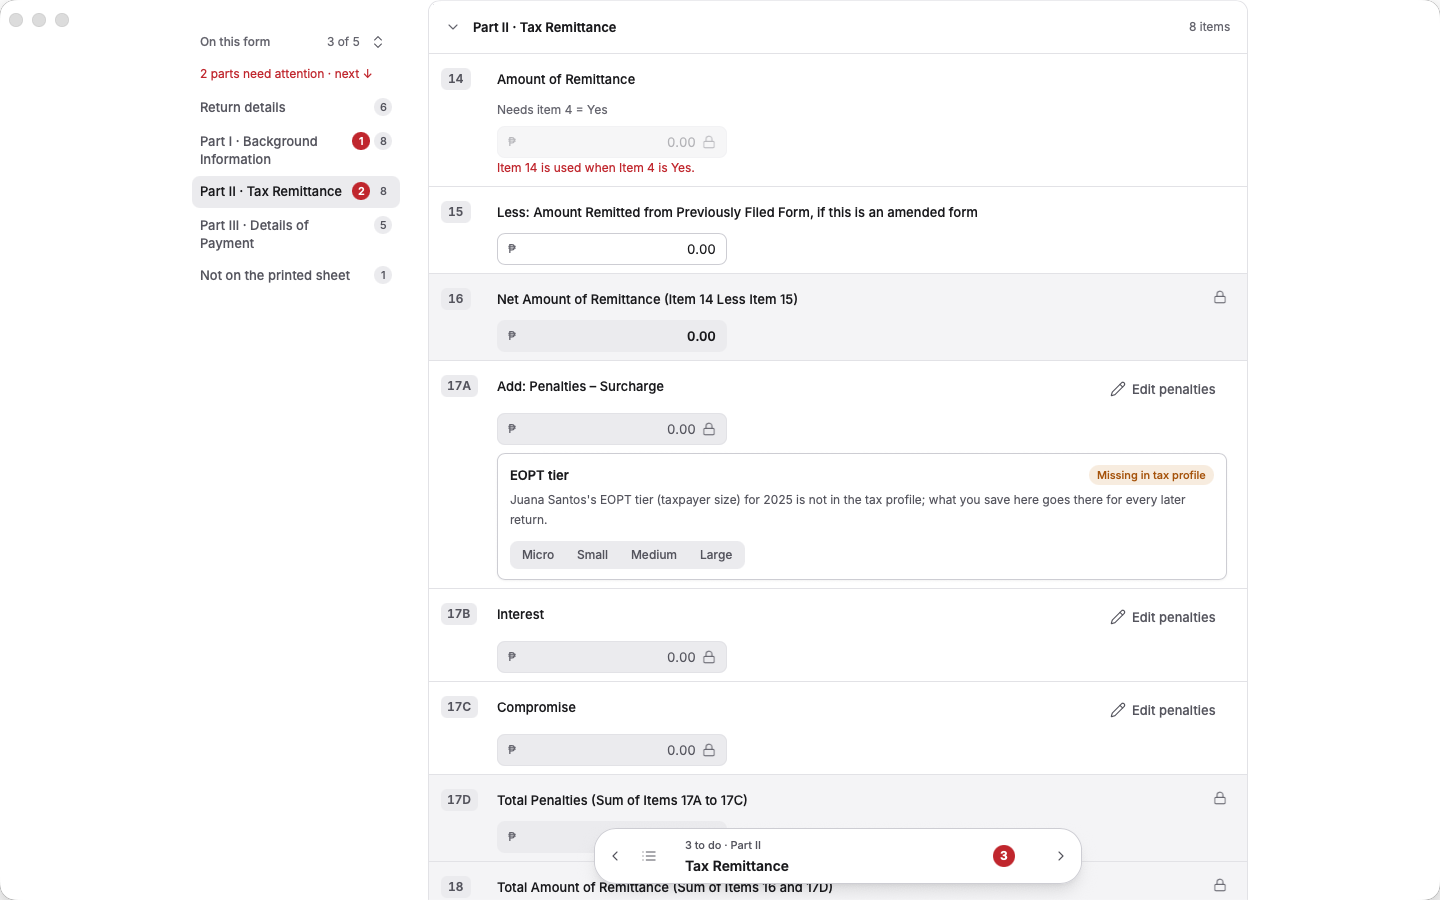 On this form
3 of 5
2 parts need attention · next ↓
Return details
6
Part I · Background
Information
1
8
Part II · Tax Remittance
2
8
Part III · Details of
Payment
5
Not on the printed sheet
1
Part II · Tax Remittance
8 items
14
Amount of Remittance
Needs item 4 = Yes
₱ 0.00
Item 14 is used when Item 4 is Yes.
15
Less: Amount Remitted from Previously Filed Form, if this is an amended form
₱ 0.00
16
Net Amount of Remittance (Item 14 Less Item 15)
₱ 0.00
17A
Add: Penalties – Surcharge
Edit penalties
₱ 0.00
EOPT tier
Missing in tax profile
Juana Santos's EOPT tier (taxpayer size) for 2025 is not in the tax profile; what you save here goes there for every later
return.
Micro Small Medium Large
17B
Interest
Edit penalties
₱ 0.00
17C
Compromise
Edit penalties
₱ 0.00
17D
Total Penalties (Sum of Items 17A to 17C)
₱
3 to do · Part II
Tax Remittance
3
18
Total Amount of Remittance (Sum of Items 16 and 17D)